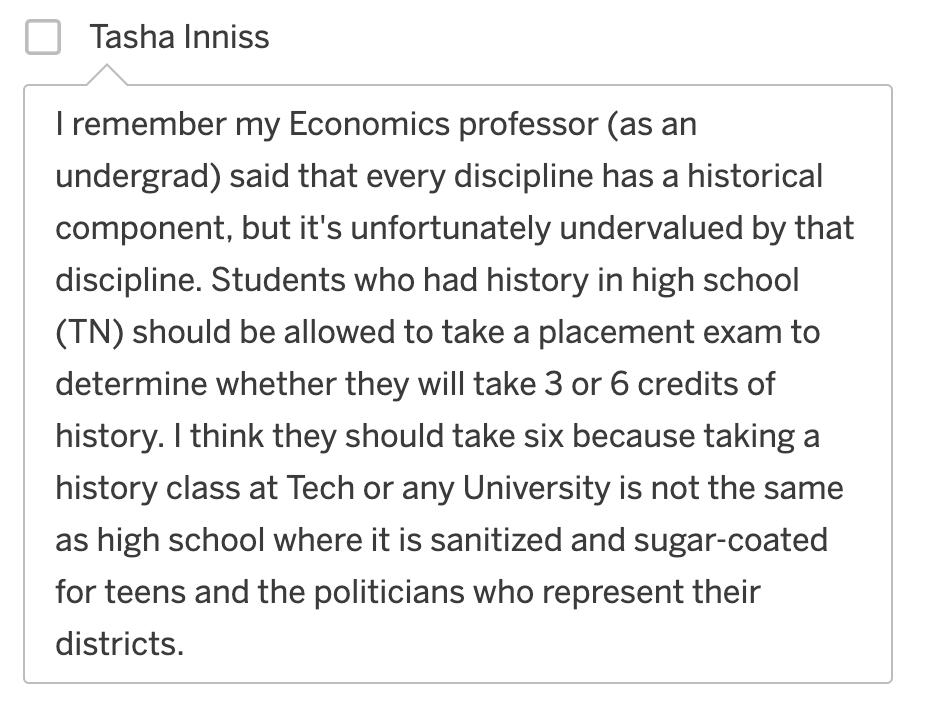 Tasha Inniss
I remember my Economics professor (as an
undergrad) said that every discipline has a historical
component, but it's unfortunately undervalued by that
discipline. Students who had history in high school
(TN) should be allowed to take a placement exam to
determine whether they will take 3 or 6 credits of
history. I think they should take six because taking a
history class at Tech or any University is not the same
as high school where it is sanitized and sugar-coated
for teens and the politicians who represent their
districts.